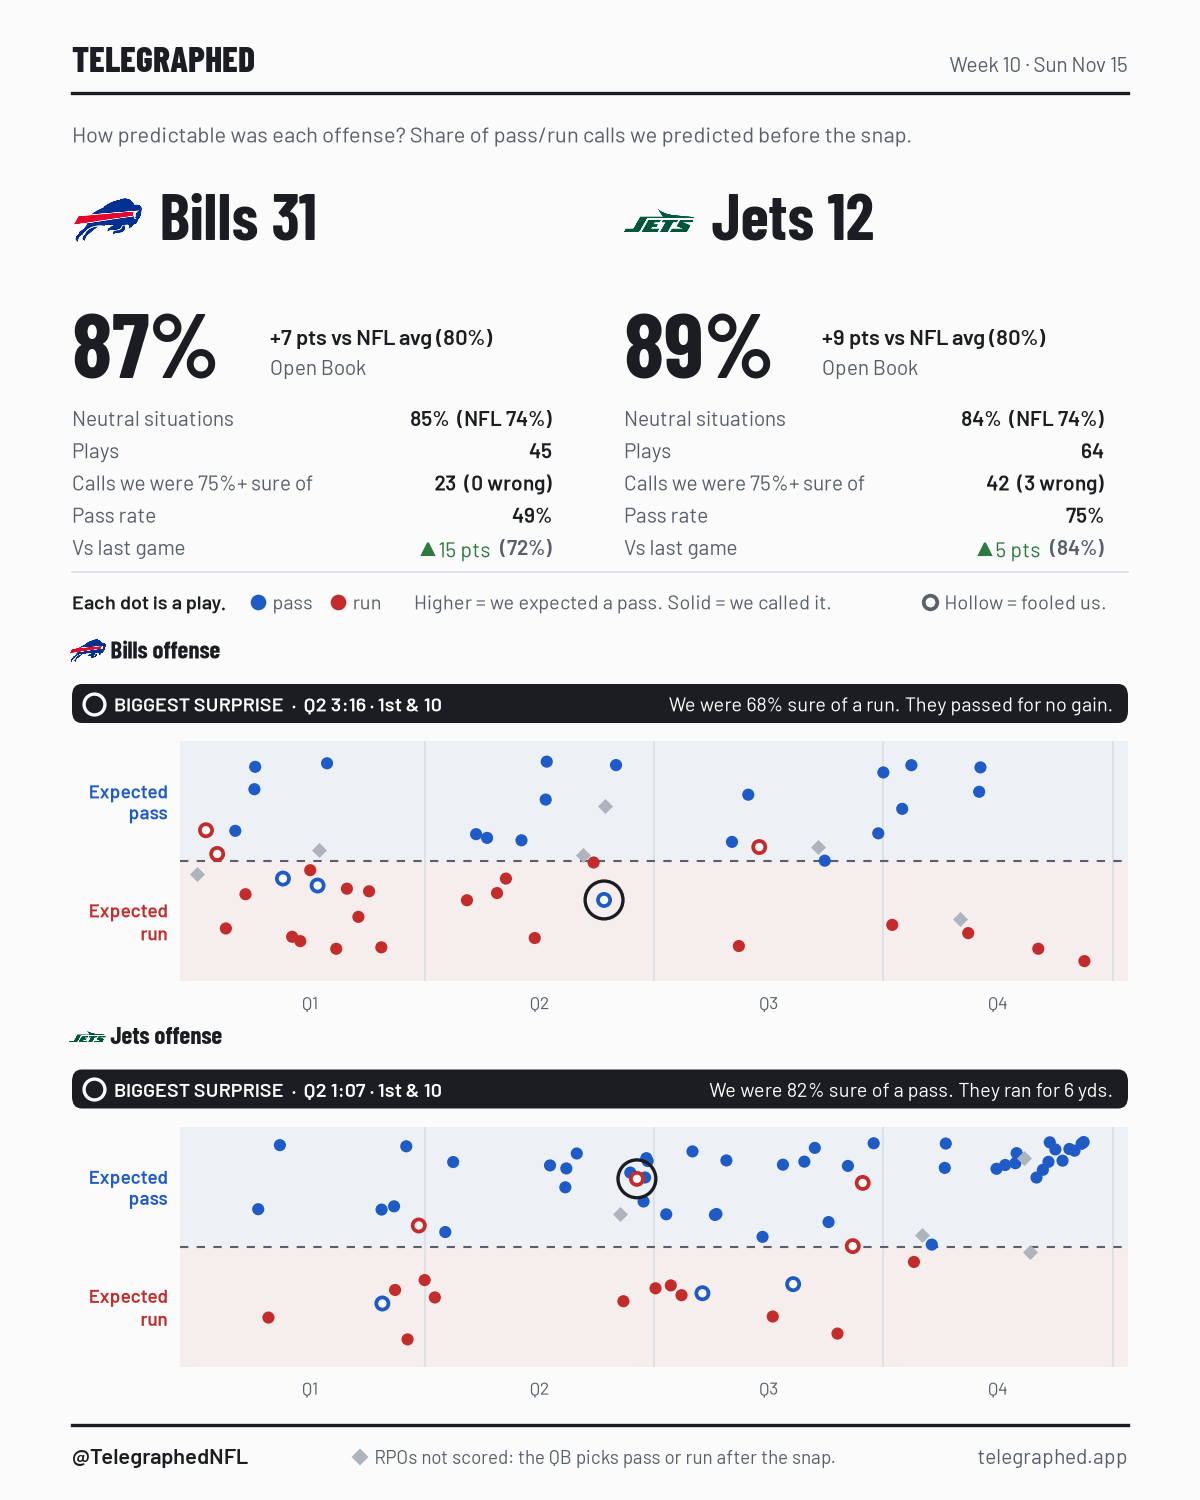 TELEGRAPHED
Week 10 · Sun Nov 15
How predictable was each offense? Share of pass/run calls we predicted before the snap.
Bills 31
87%
+7 pts vs NFL avg (80%)
Open Book
Neutral situations 85% (NFL 74%)
Plays 45
Calls we were 75%+ sure of 23 (0 wrong)
Pass rate 49%
Vs last game ▲15 pts (72%)
JETS Jets 12
89%
+9 pts vs NFL avg (80%)
Open Book
Neutral situations 84% (NFL 74%)
Plays 64
Calls we were 75%+ sure of 42 (3 wrong)
Pass rate 75%
Vs last game ▲5 pts (84%)
Each dot is a play. pass run Higher = we expected a pass. Solid = we called it. Hollow = fooled us.
Bills offense
BIGGEST SURPRISE · Q2 3:16 · 1st & 10 We were 68% sure of a run. They passed for no gain.
Expected
pass
Expected
run
Q1 Q2 Q3 Q4
JETS Jets offense
BIGGEST SURPRISE · Q2 1:07 · 1st & 10 We were 82% sure of a pass. They ran for 6 yds.
Expected
pass
Expected
run
Q1 Q2 Q3 Q4
@TelegraphedNFL RPOs not scored: the QB picks pass or run after the snap. telegraphed.app